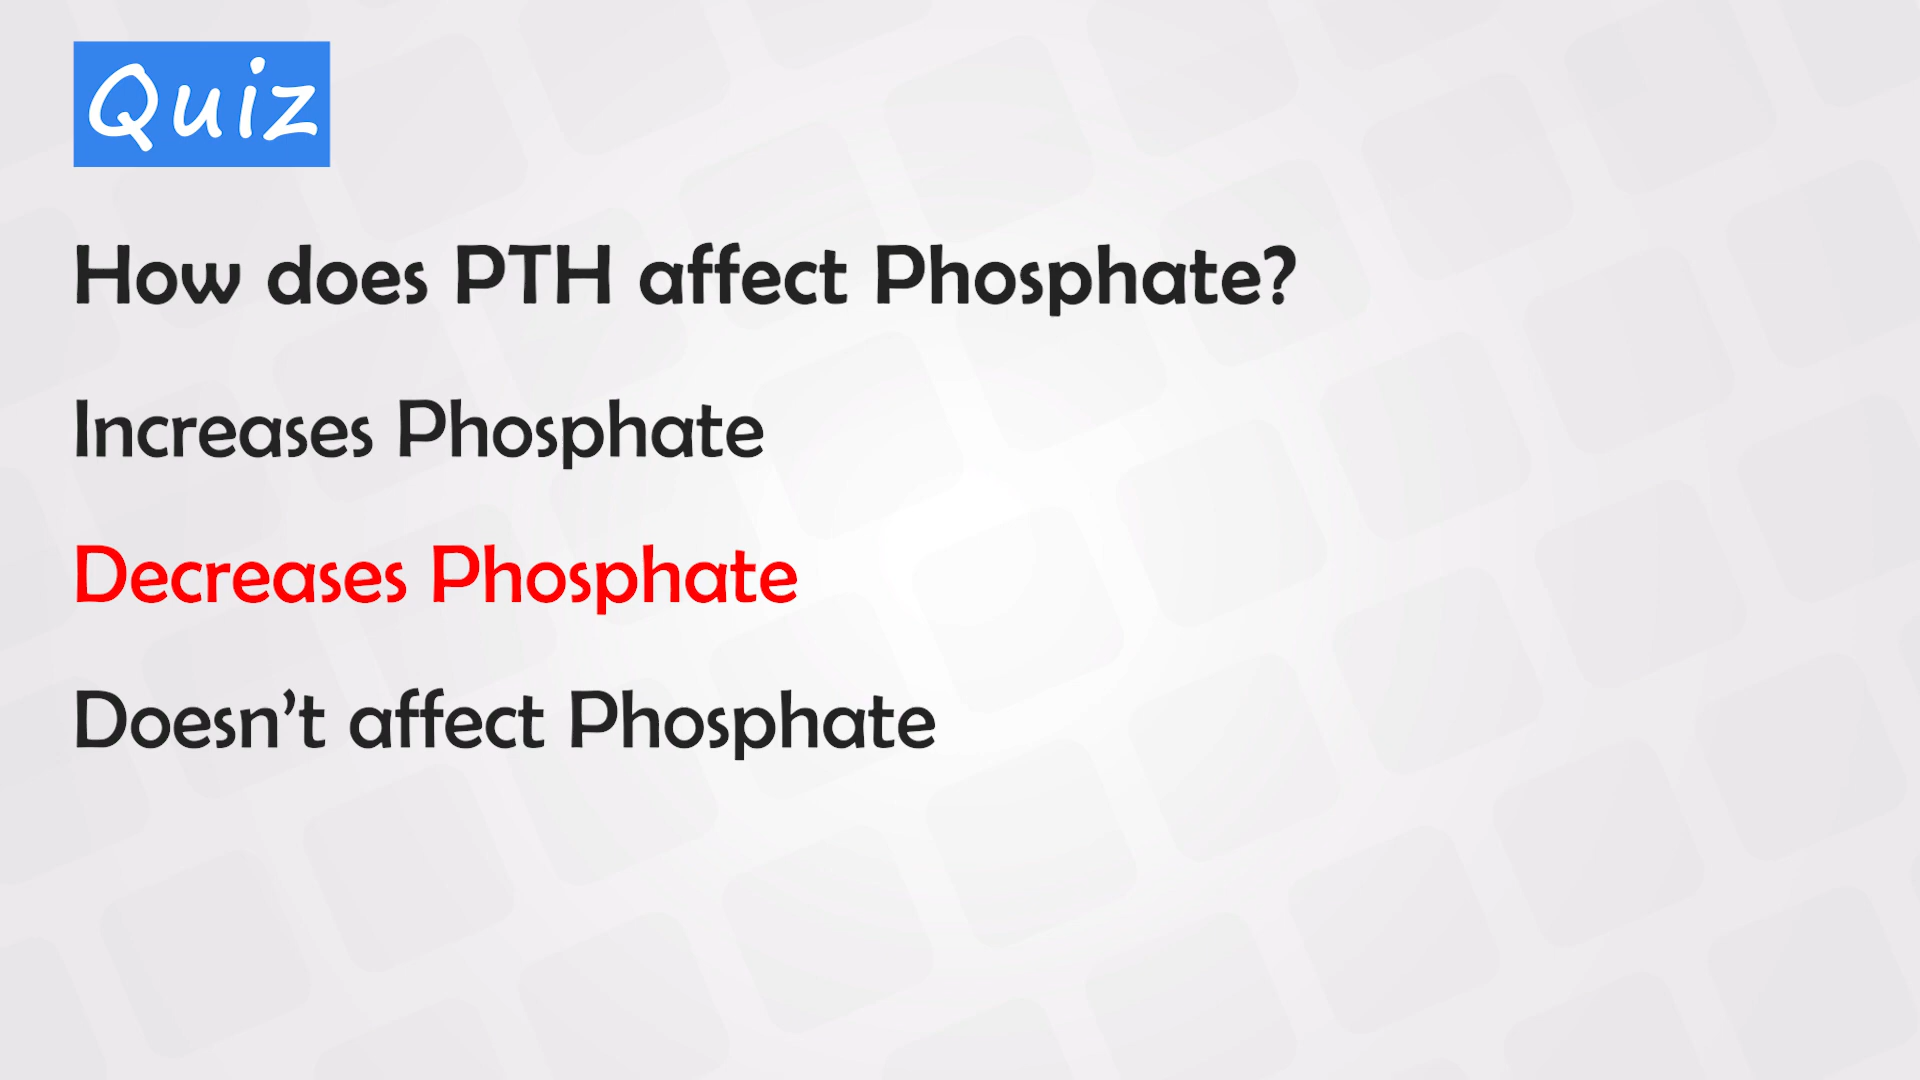 Quiz
How does PTH affect Phosphate?
Increases Phosphate
Decreases Phosphate
Doesn’t affect Phosphate